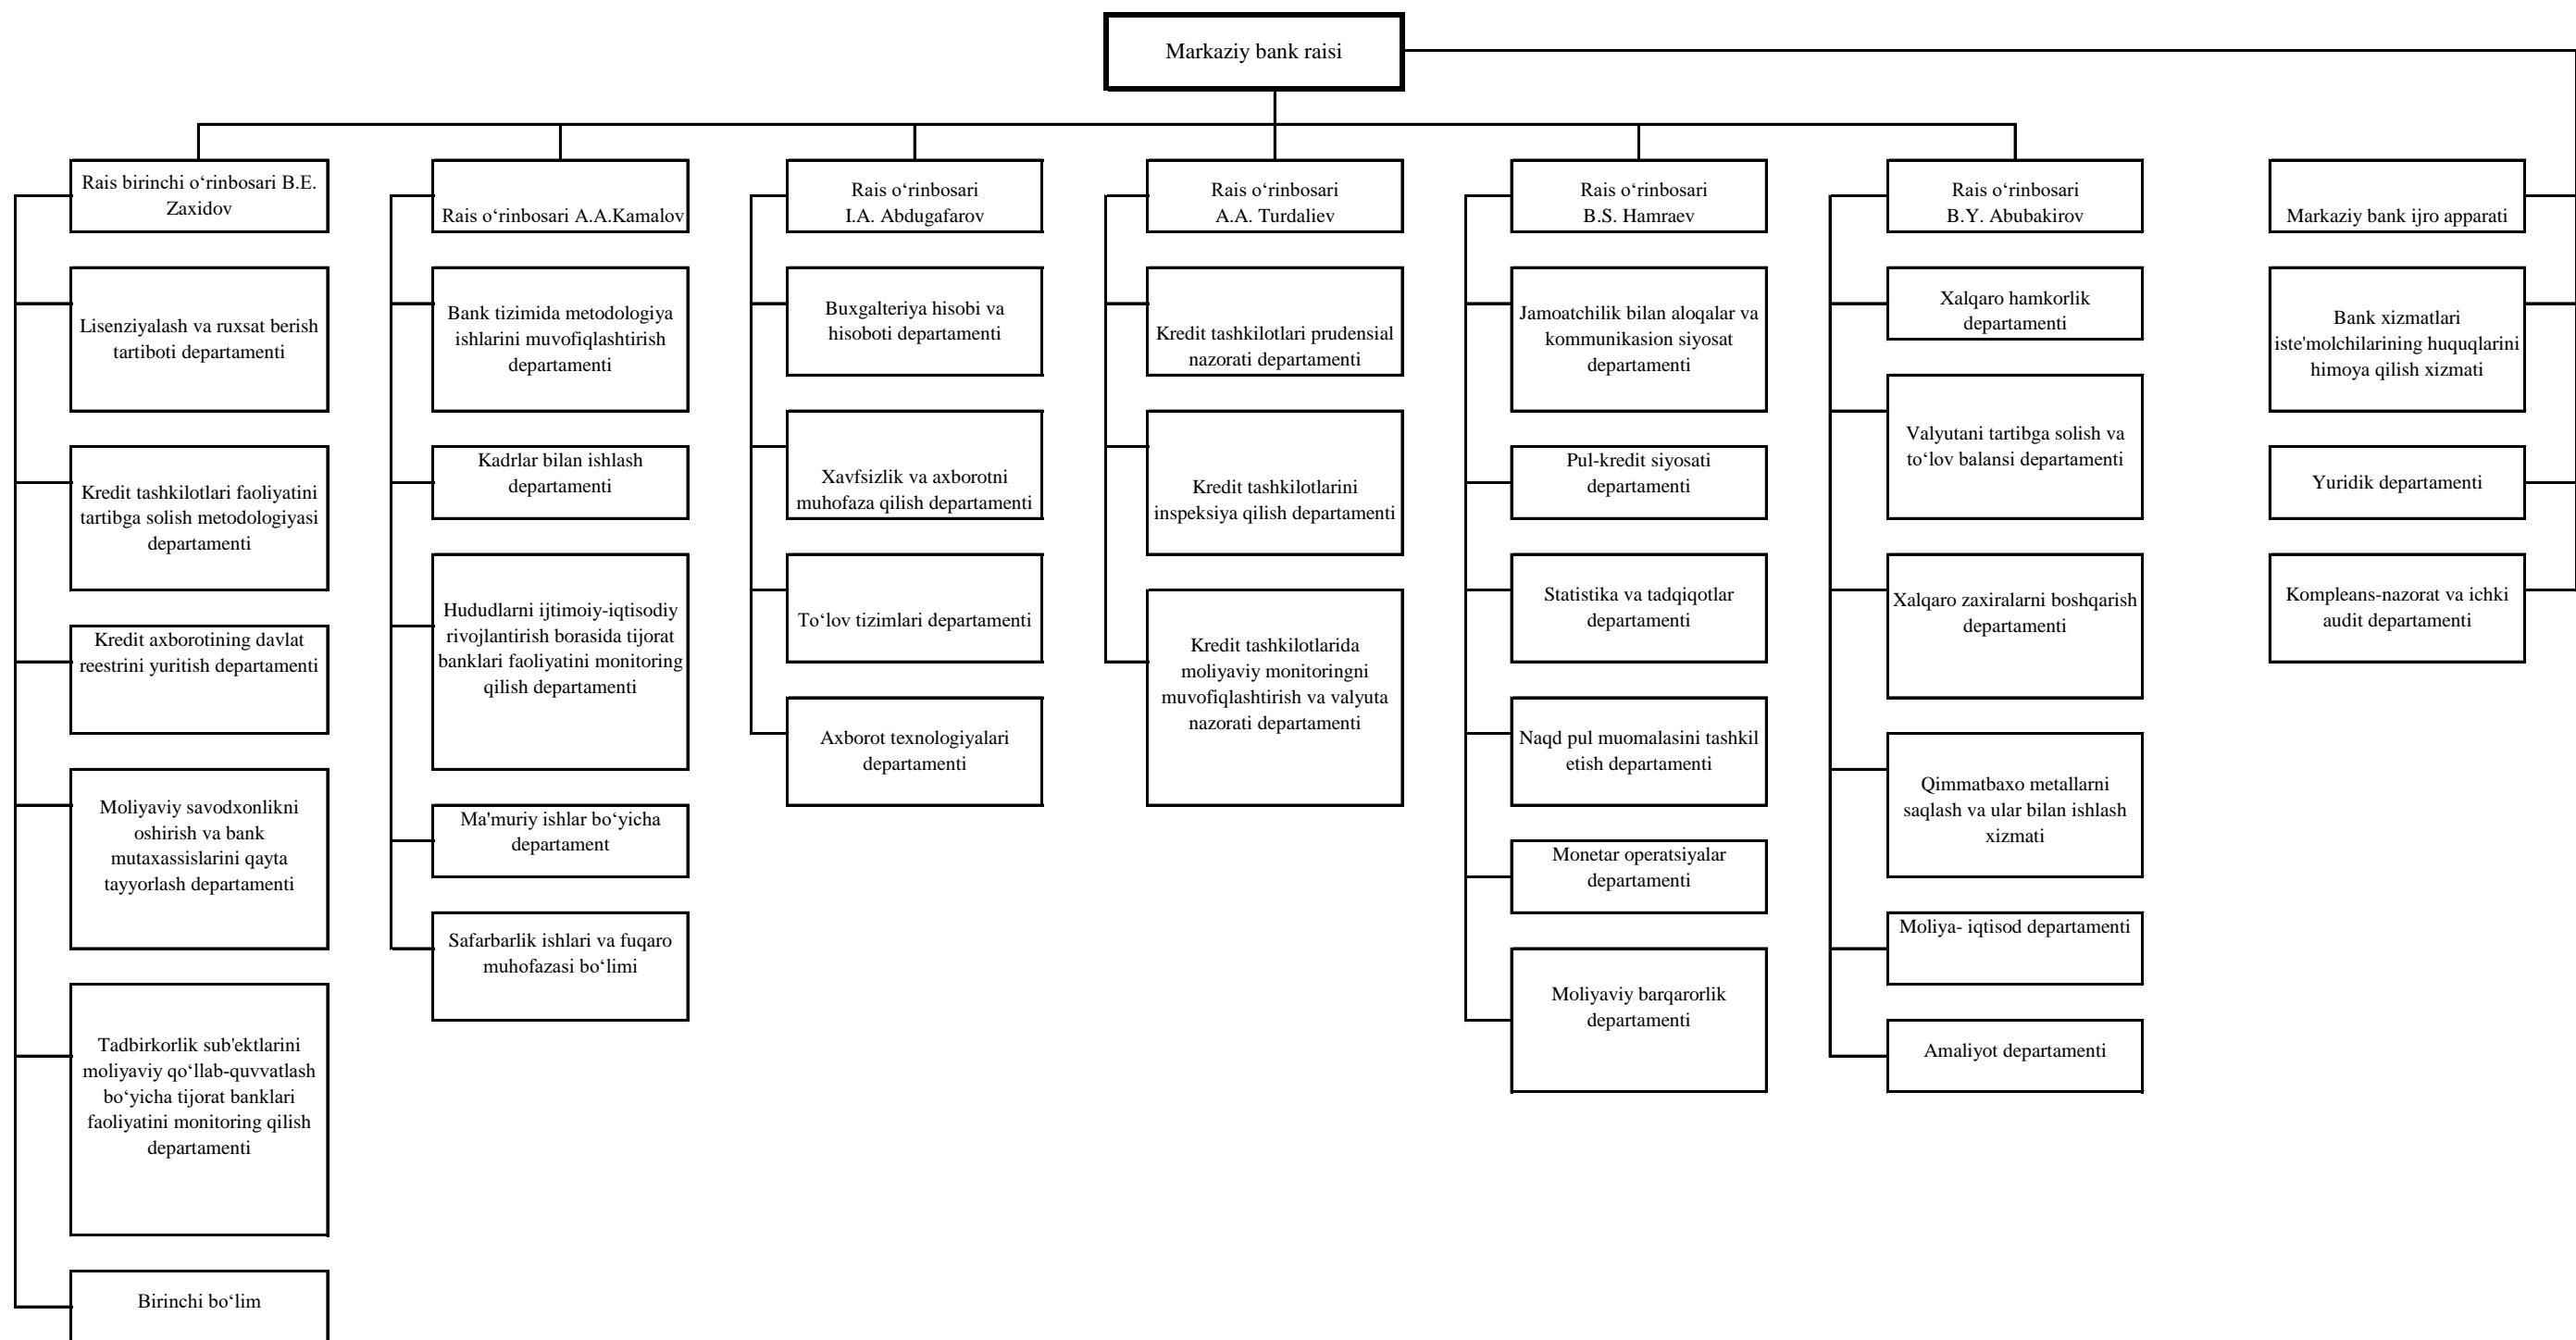 Markaziy bank raisi
Rais birinchi o‘rinbosari B.E.
Zaxidov
Lisenziyalash va ruxsat berish
tartiboti departamenti
Kredit tashkilotlari faoliyatini
tartibga solish metodologiyasi
departamenti
Kredit axborotining davlat
reestrini yuritish departamenti
Moliyaviy savodxonlikni
oshirish va bank
mutaxassislarini qayta
tayyorlash departamenti
Tadbirkorlik sub'ektlarini
moliyaviy qo‘llab-quvvatlash
bo‘yicha tijorat banklari
faoliyatini monitoring qilish
departamenti
Birinchi bo‘lim
Rais o‘rinbosari A.A.Kamalov
Bank tizimida metodologiya
ishlarini muvofiqlashtirish
departamenti
Kadrlar bilan ishlash
departamenti
Hududlarni ijtimoiy-iqtisodiy
rivojlantirish borasida tijorat
banklari faoliyatini monitoring
qilish departamenti
Ma'muriy ishlar bo‘yicha
departament
Safarbarlik ishlari va fuqaro
muhofazasi bo‘limi
Rais o‘rinbosari
I.A. Abdugafarov
Buxgalteriya hisobi va
hisoboti departamenti
Xavfsizlik va axborotni
muhofaza qilish departamenti
To‘lov tizimlari departamenti
Axborot texnologiyalari
departamenti
Rais o‘rinbosari
A.A. Turdaliev
Kredit tashkilotlari prudensial
nazorati departamenti
Kredit tashkilotlarini
inspeksiya qilish departamenti
Kredit tashkilotlarida
moliyaviy monitoringni
muvofiqlashtirish va valyuta
nazorati departamenti
Rais o‘rinbosari
B.S. Hamraev
Jamoatchilik bilan aloqalar va
kommunikasion siyosat
departamenti
Pul-kredit siyosati
departamenti
Statistika va tadqiqotlar
departamenti
Naqd pul muomalasini tashkil
etish departamenti
Monetar operatsiyalar
departamenti
Moliyaviy barqarorlik
departamenti
Rais o‘rinbosari
B.Y. Abubakirov
Xalqaro hamkorlik
departamenti
Valyutani tartibga solish va
to‘lov balansi departamenti
Xalqaro zaxiralarni boshqarish
departamenti
Qimmatbaxo metallarni
saqlash va ular bilan ishlash
xizmati
Moliya- iqtisod departamenti
Amaliyot departamenti
Markaziy bank ijro apparati
Bank xizmatlari
iste'molchilarining huquqlarini
himoya qilish xizmati
Yuridik departamenti
Kompleans-nazorat va ichki
audit departamenti